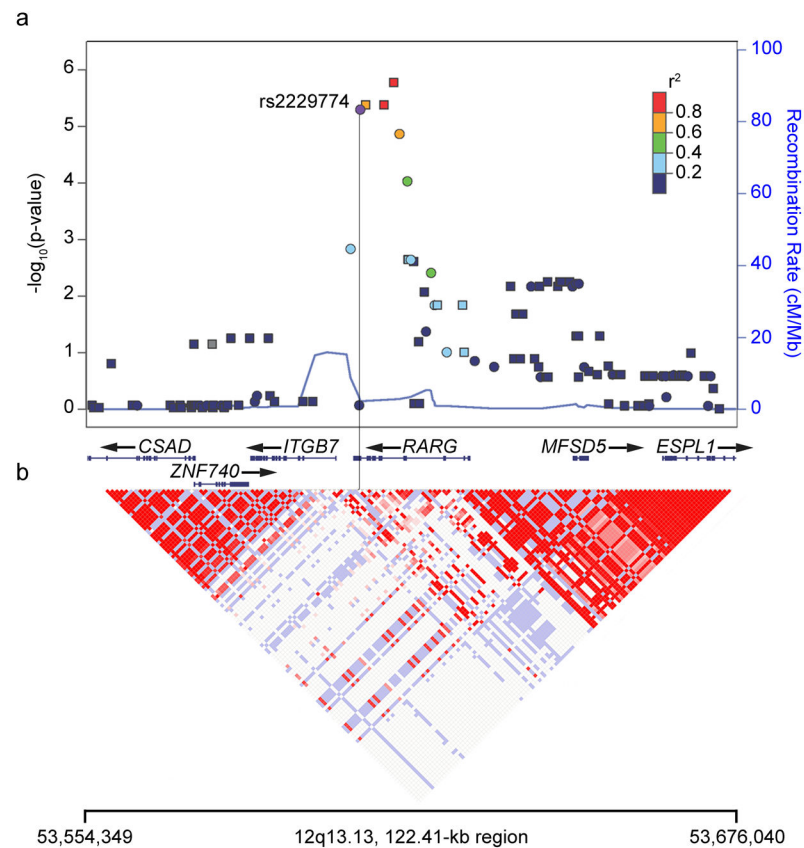 a
-log10(p-value)
6
5
4
3
2
1
0
rs2229774
r2
0.8
0.6
0.4
0.2
100
80
60
40
20
0
Recombination Rate (cM/Mb)
CSAD
ITGB7
RARG
MFSD5
ESPL1
ZNF740
b
53,554,349
12q13.13, 122.41-kb region
53,676,040